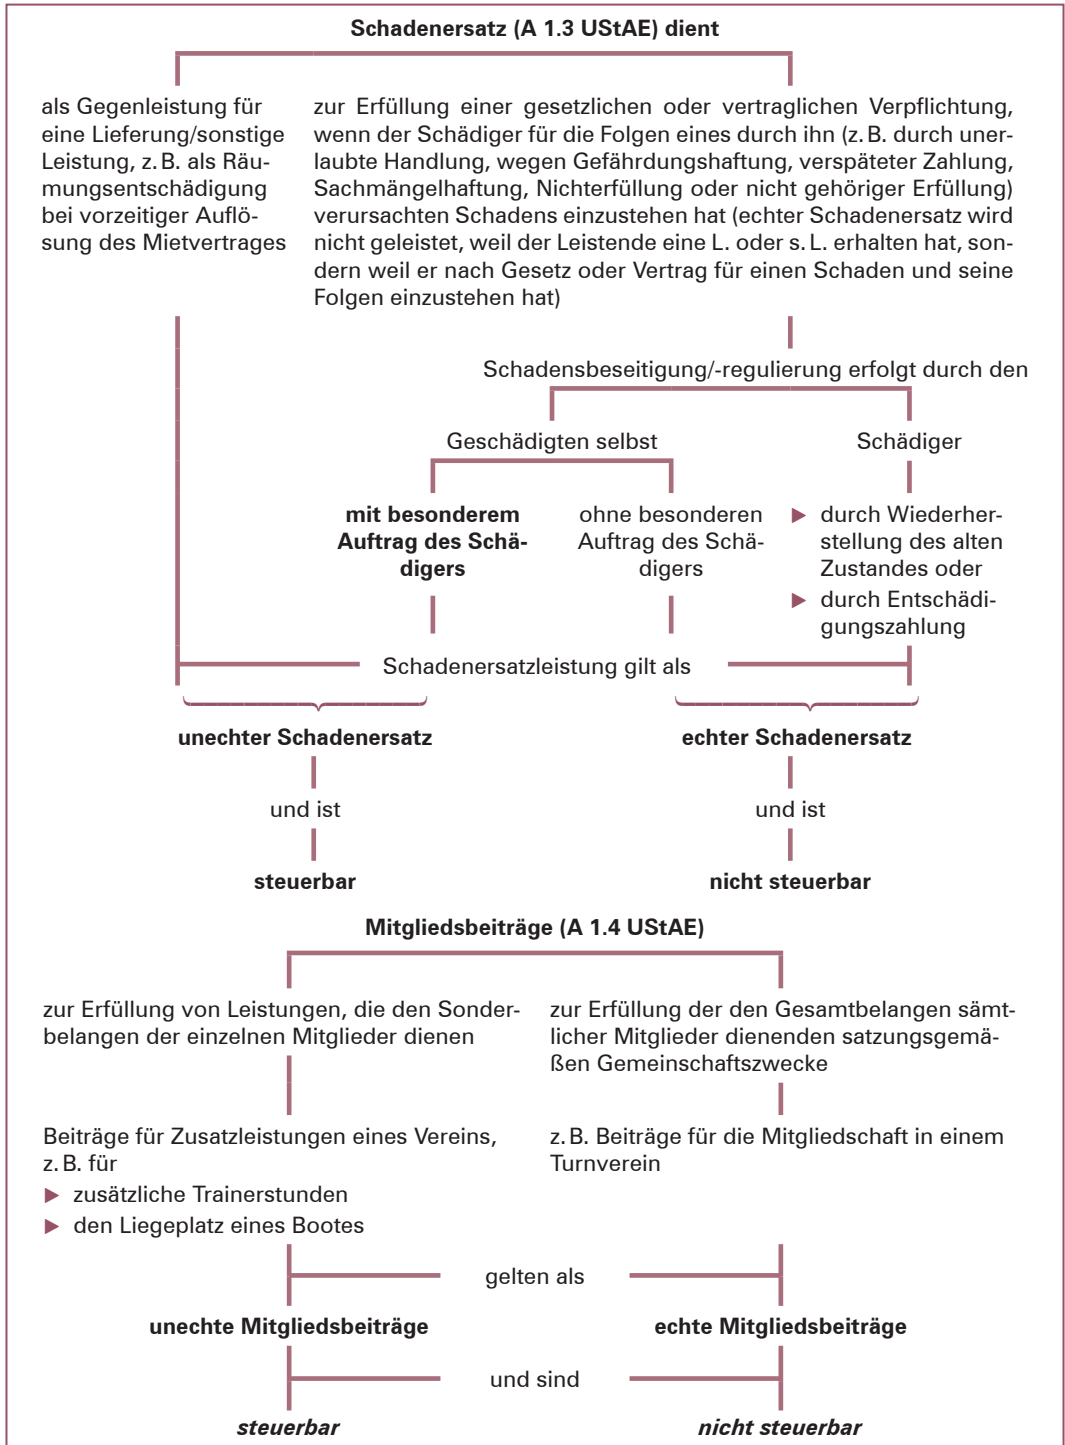 Schadenersatz (A 1.3 UStAE) dient
als Gegenleistung für
eine Lieferung/sonstige
Leistung, z. B. als Räu-
mungsentschädigung
bei vorzeitiger Auflö-
sung des Mietvertrages
zur Erfüllung einer gesetzlichen oder vertraglichen Verpflichtung,
wenn der Schädiger für die Folgen eines durch ihn (z. B. durch uner-
laubte Handlung, wegen Gefährdungshaftung, verspäteter Zahlung,
Sachmängelhaftung, Nichterfüllung oder nicht gehöriger Erfüllung)
verursachten Schadens einzustehen hat (echter Schadenersatz wird
nicht geleistet, weil der Leistende eine L. oder s. L. erhalten hat, son-
dern weil er nach Gesetz oder Vertrag für einen Schaden und seine
Folgen einzustehen hat)
Schadensbeseitigung/-regulierung erfolgt durch den
Geschädigten selbst
Schädiger
mit besonderem
Auftrag des Schä-
digers
ohne besonderen
Auftrag des Schä-
digers
▶ durch Wiederher-
stellung des alten
Zustandes oder
▶ durch Entschädi-
gungszahlung
Schadenersatzleistung gilt als
unechter Schadenersatz
echter Schadenersatz
und ist
und ist
steuerbar
nicht steuerbar
Mitgliedsbeiträge (A 1.4 UStAE)
zur Erfüllung von Leistungen, die den Sonder-
belangen der einzelnen Mitglieder dienen
zur Erfüllung der den Gesamtbelangen sämt-
licher Mitglieder dienenden satzungsgemä-
ßen Gemeinschaftszwecke
Beiträge für Zusatzleistungen eines Vereins,
z. B. für
▶ zusätzliche Trainerstunden
▶ den Liegeplatz eines Bootes
z. B. Beiträge für die Mitgliedschaft in einem
Turnverein
gelten als
unechte Mitgliedsbeiträge
echte Mitgliedsbeiträge
und sind
steuerbar
nicht steuerbar